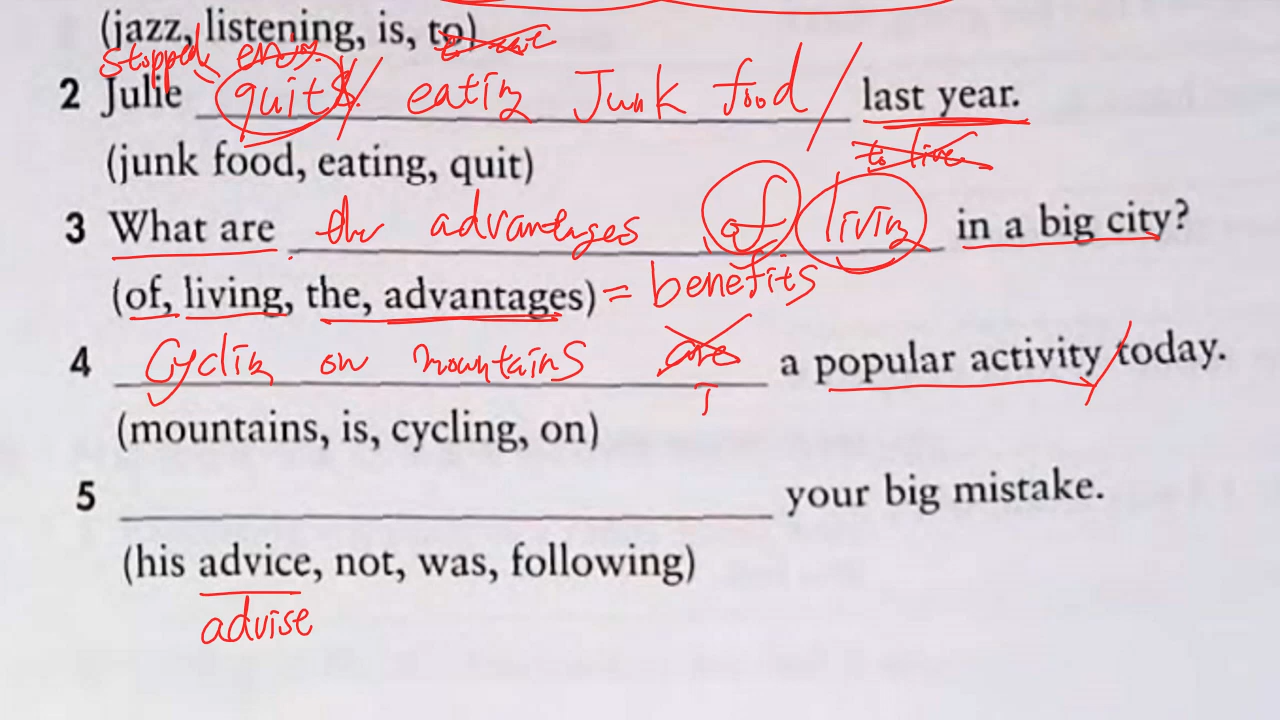 (jazz, listening, is, to)
stopped enjoy
2 Julie quits eating Junk food / last year.
to live
(junk food, eating, quit)
3 What are the advantages of living in a big city?
(of, living, the, advantages) = benefits
4 Cycling on mountains are a popular activity today.
(mountains, is, cycling, on)
5 your big mistake.
(his advice, not, was, following)
advise